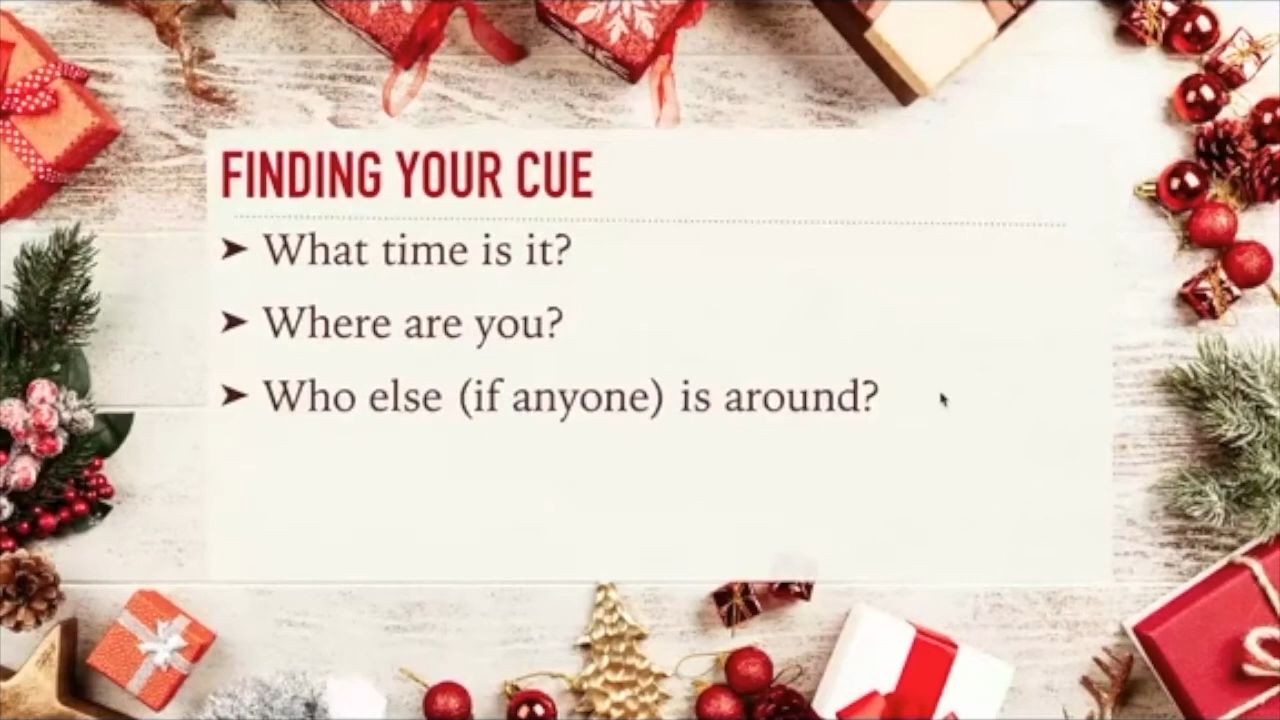 FINDING YOUR CUE
➤ What time is it?
➤ Where are you?
➤ Who else (if anyone) is around?